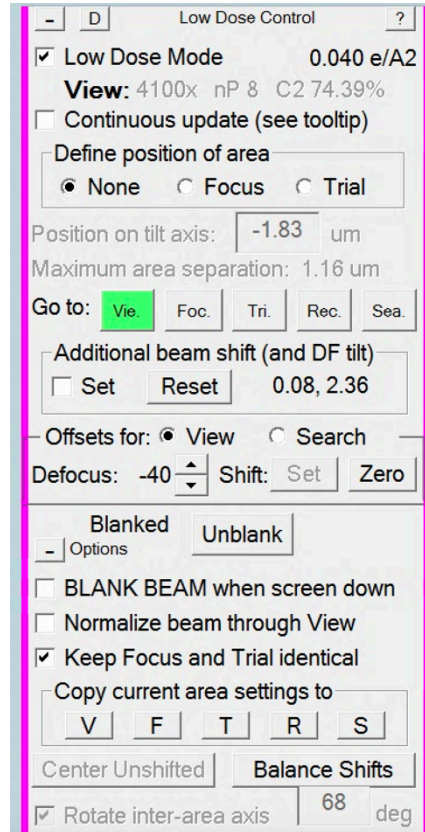 - D Low Dose Control ?
Low Dose Mode 0.040 e/A2
View: 4100x nP 8 C2 74.39%
Continuous update (see tooltip)
Define position of area
None Focus Trial
Position on tilt axis: -1.83 um
Maximum area separation: 1.16 um
Go to: Vie. Foc. Tri. Rec. Sea.
Additional beam shift (and DF tilt)
Set Reset 0.08, 2.36
Offsets for: View Search
Defocus: -40 Shift: Set Zero
Blanked Unblank
- Options
BLANK BEAM when screen down
Normalize beam through View
Keep Focus and Trial identical
Copy current area settings to
V F T R S
Center Unshifted Balance Shifts
Rotate inter-area axis 68 deg